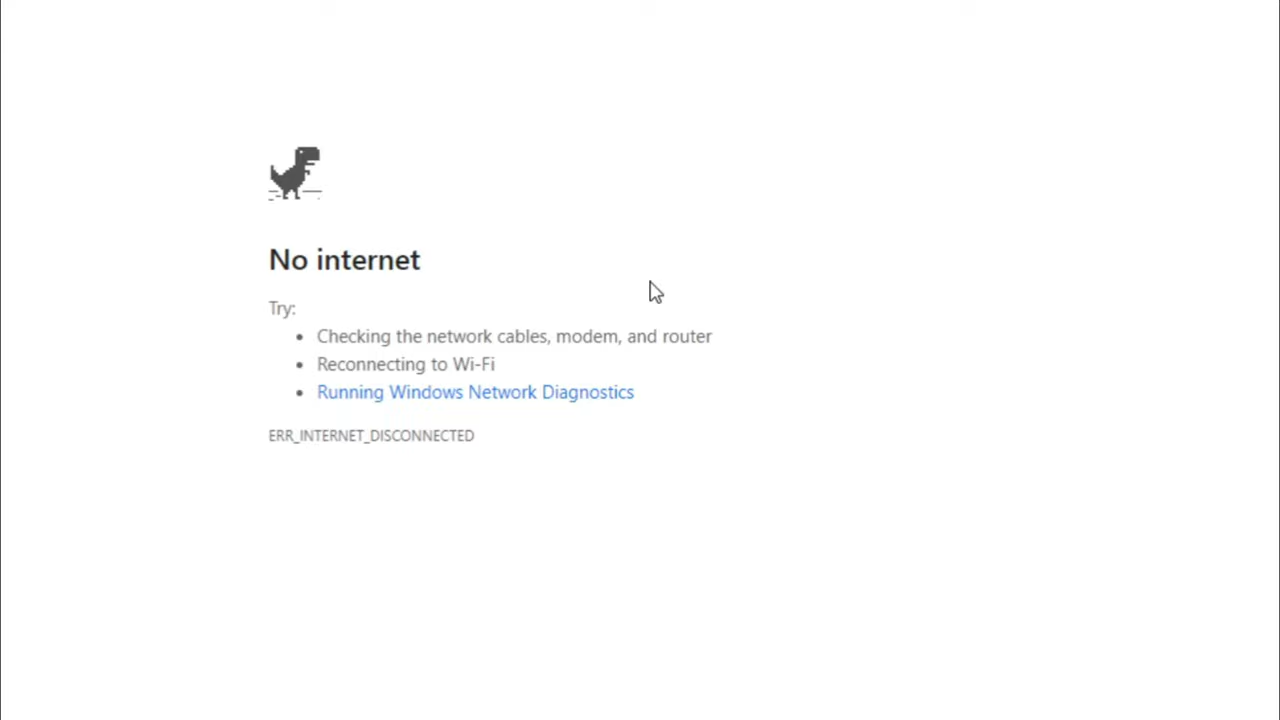 No internet
Try:
• Checking the network cables, modem, and router
• Reconnecting to Wi-Fi
• Running Windows Network Diagnostics
ERR_INTERNET_DISCONNECTED